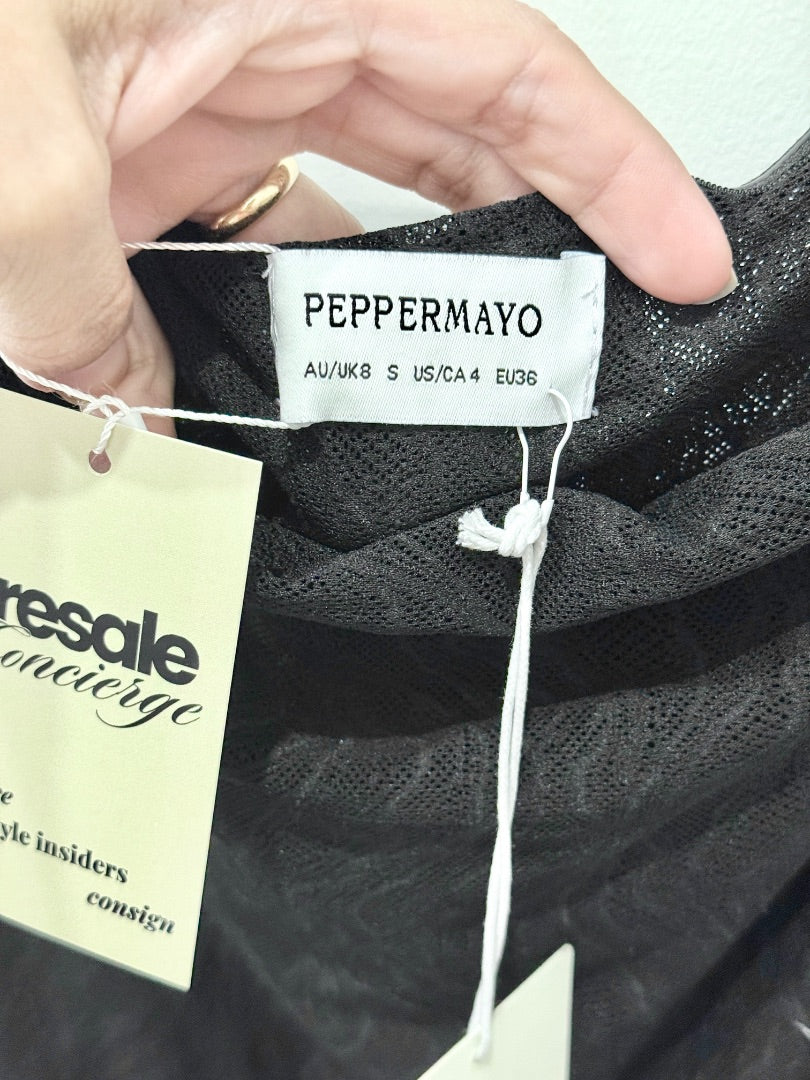 PEPPERMAYO
AU/UK8 S US/CA4 EU36
resale
oncierge
yle insiders
consign